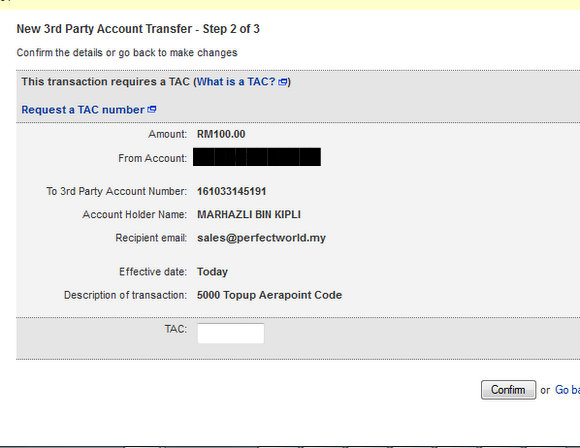 New 3rd Party Account Transfer - Step 2 of 3
Confirm the details or go back to make changes
This transaction requires a TAC (What is a TAC? )
Request a TAC number
Amount: RM100.00
From Account:
To 3rd Party Account Number: 161033145191
Account Holder Name: MARHAZLI BIN KIPLI
Recipient email: sales@perfectworld.my
Effective date: Today
Description of transaction: 5000 Topup Aerapoint Code
TAC:
Confirm or Go ba